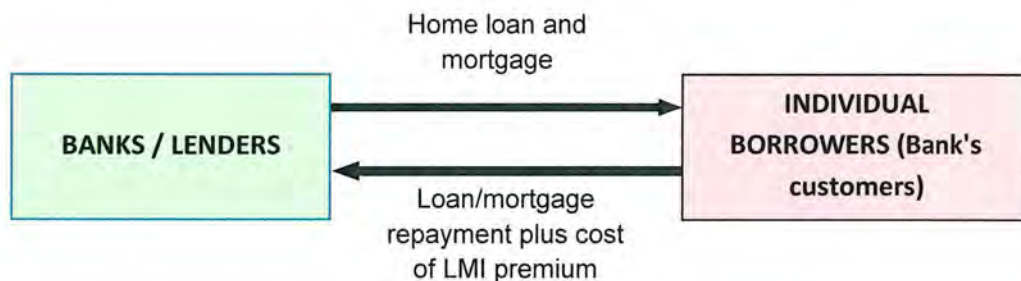 Home loan and
mortgage
BANKS / LENDERS
INDIVIDUAL
BORROWERS (Bank's
customers)
Loan/mortgage
repayment plus cost
of LMI premium